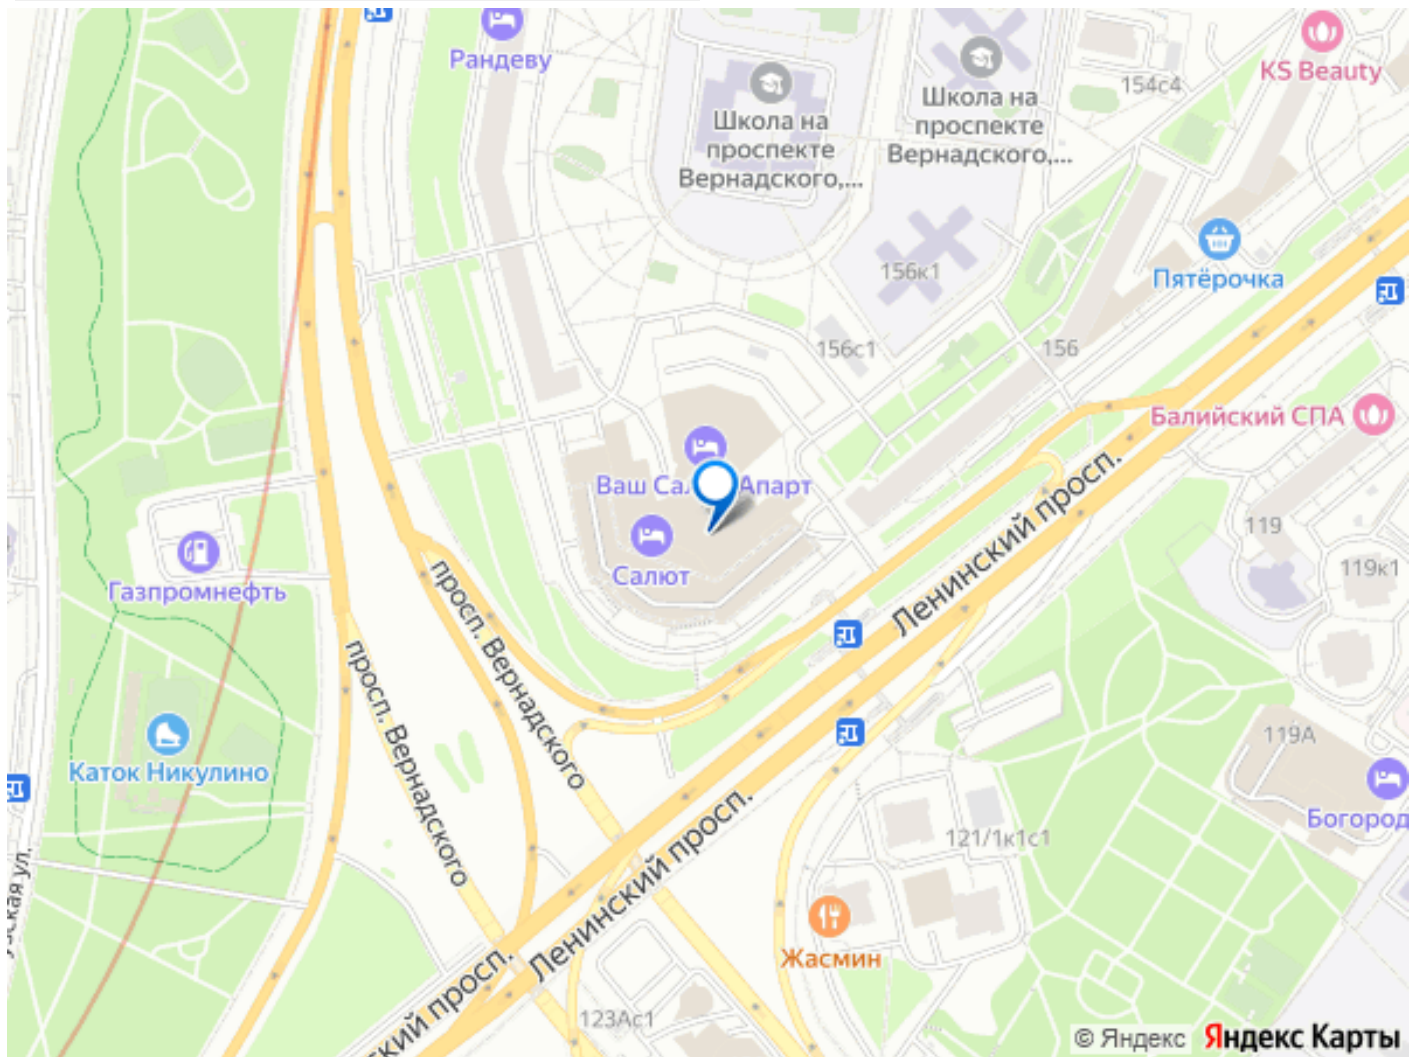 Рандеву
KS Beauty
154с4
Школа на
проспекте
Вернадского,...
Школа на
проспекте
Вернадского,...
156к1
Пятёрочка
156с1
156
Балийский СПА
Ваш Салют Апарт
Салют
Ленинский просп.
119
119к1
Газпромнефть
просп. Вернадского
просп. Вернадского
119А
Каток Никулино
Богород
Ленинский просп.
121/1к1с1
Жасмин
просп.
123Ас1
© Яндекс
Яндекс Карты